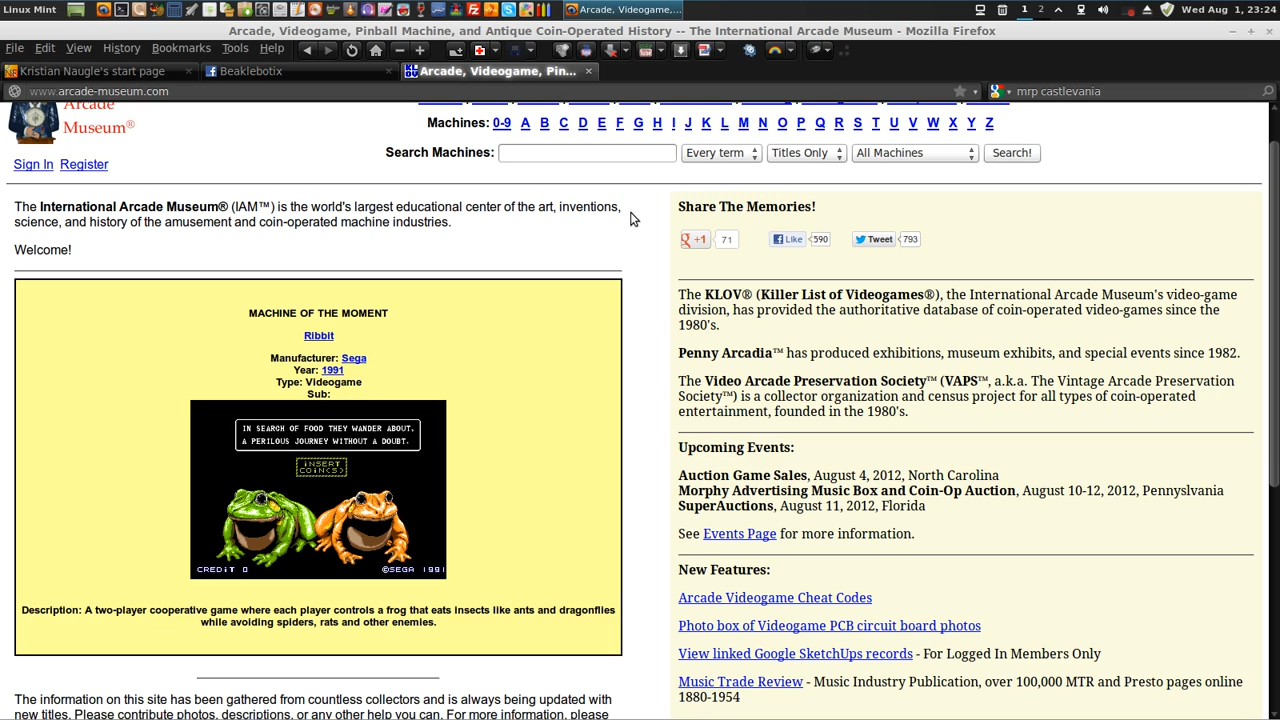 Linux Mint
Arcade, Videogame,...
1 2
Wed Aug 1, 23:24
Arcade, Videogame, Pinball Machine, and Antique Coin-Operated History -- The International Arcade Museum - Mozilla Firefox
File Edit View History Bookmarks Tools Help
Kristian Naugle's start page
Beaklebotix
Arcade, Videogame, Pin...
www.arcade-museum.com
mrp castlevania
Arcade
Museum®
Sign In Register
Machines: 0-9 A B C D E F G H I J K L M N O P Q R S T U V W X Y Z
Search Machines: Every term Titles Only All Machines Search!
The International Arcade Museum® (IAM™) is the world's largest educational center of the art, inventions,
science, and history of the amusement and coin-operated machine industries.
Welcome!
MACHINE OF THE MOMENT
Ribbit
Manufacturer: Sega
Year: 1991
Type: Videogame
Sub:
IN SEARCH OF FOOD THEY WANDER ABOUT,
A PERILOUS JOURNEY WITHOUT A DOUBT.
INSERT
COIN(S)
CREDIT 0 ©SEGA 1991
Description: A two-player cooperative game where each player controls a frog that eats insects like ants and dragonflies
while avoiding spiders, rats and other enemies.
The information on this site has been gathered from countless collectors and is always being updated with
new titles. Please contribute photos, descriptions, or any other help you can. For more information, please
Share The Memories!
+1 71 Like 590 Tweet 793
The KLOV® (Killer List of Videogames®), the International Arcade Museum's video-game
division, has provided the authoritative database of coin-operated video-games since the
1980's.
Penny Arcadia™ has produced exhibitions, museum exhibits, and special events since 1982.
The Video Arcade Preservation Society™ (VAPS™, a.k.a. The Vintage Arcade Preservation
Society™) is a collector organization and census project for all types of coin-operated
entertainment, founded in the 1980's.
Upcoming Events:
Auction Game Sales, August 4, 2012, North Carolina
Morphy Advertising Music Box and Coin-Op Auction, August 10-12, 2012, Pennyslvania
SuperAuctions, August 11, 2012, Florida
See Events Page for more information.
New Features:
Arcade Videogame Cheat Codes
Photo box of Videogame PCB circuit board photos
View linked Google SketchUps records - For Logged In Members Only
Music Trade Review - Music Industry Publication, over 100,000 MTR and Presto pages online
1880-1954